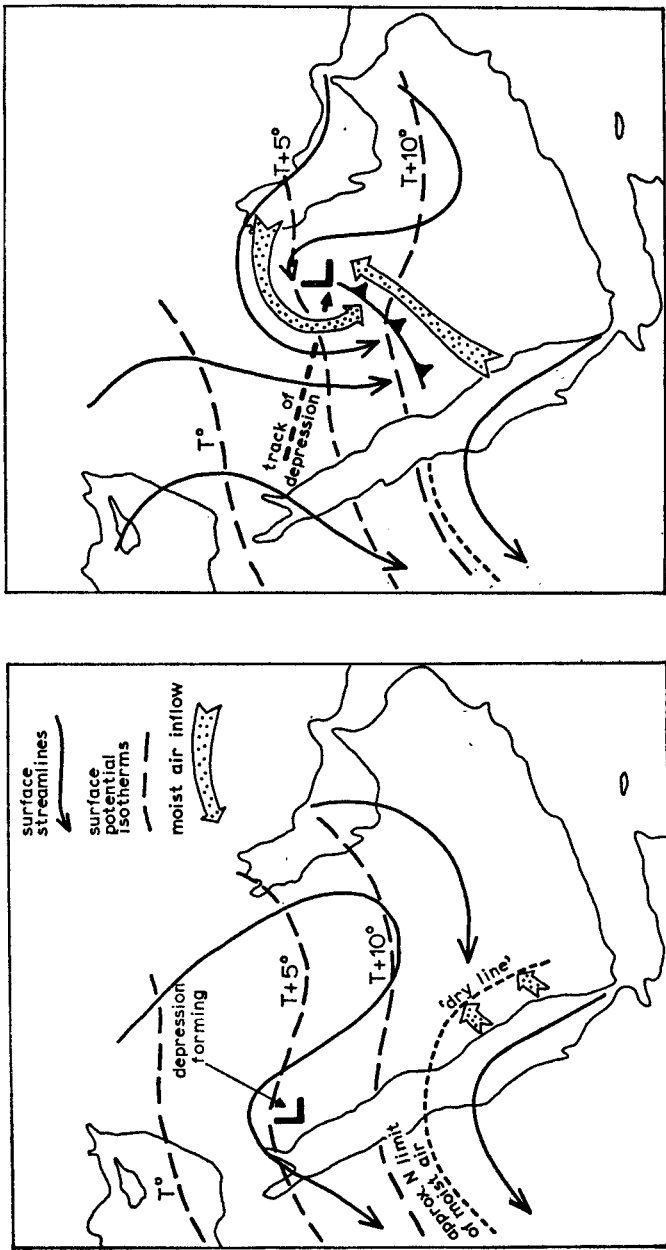 surface
streamlines
surface
potential
isotherms
moist air inflow
T°
depression
forming
T+5°
T+10°
L
'dry line'
approx. N limit
of moist air
T°
T+5°
track of
depression
L
T+10°